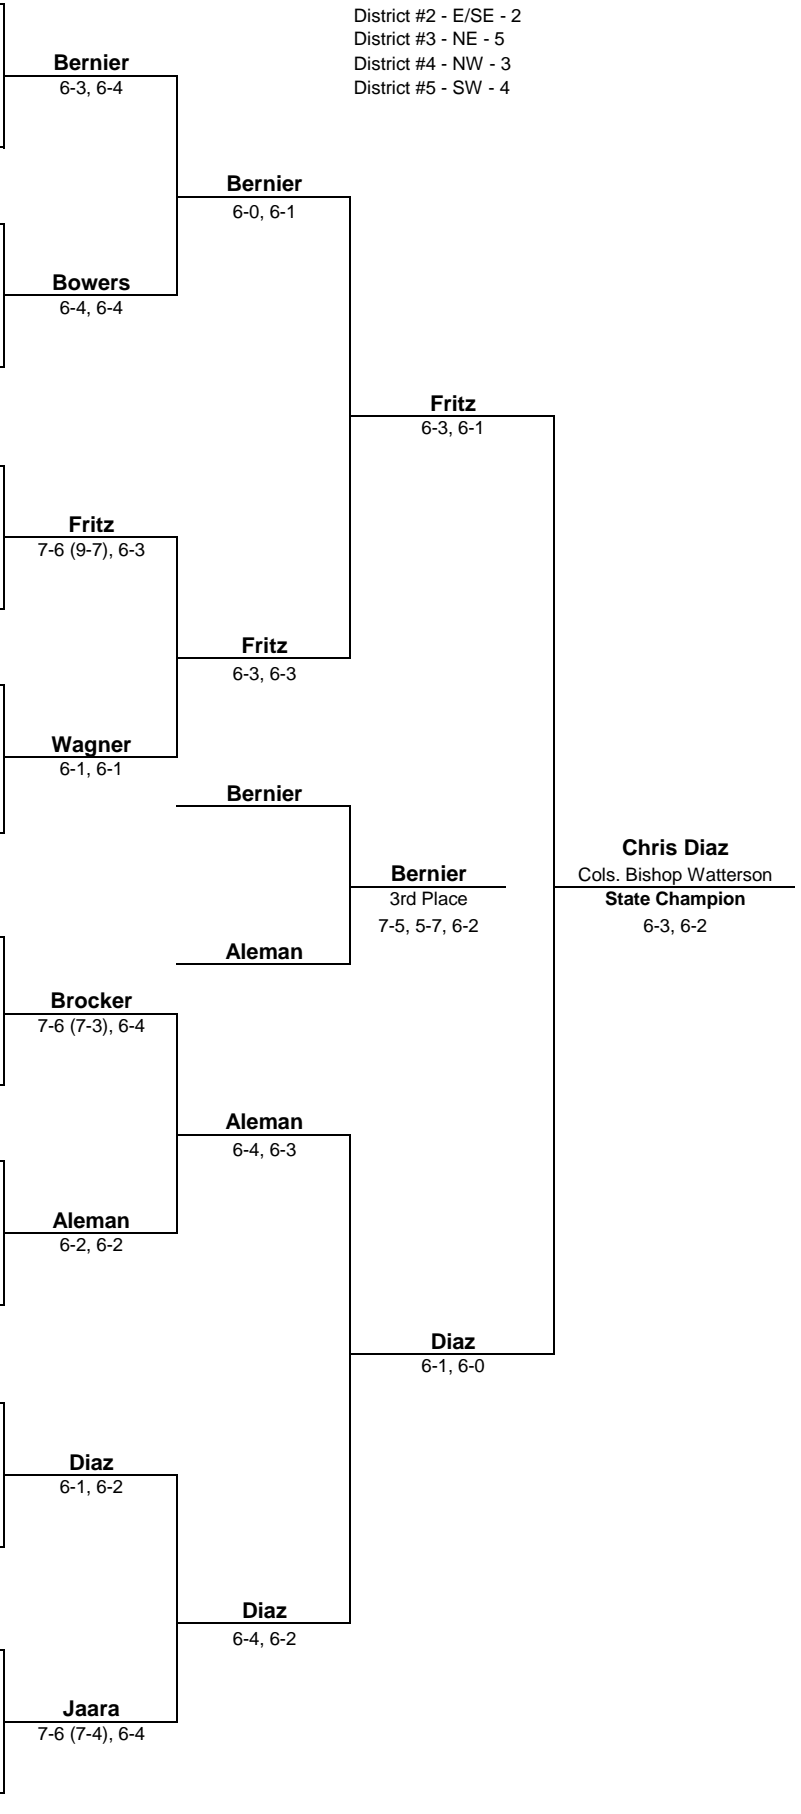 District #2 - E/SE - 2
District #3 - NE - 5
District #4 - NW - 3
District #5 - SW - 4
Bernier
6-3, 6-4
Bernier
6-0, 6-1
Bowers
6-4, 6-4
Fritz
6-3, 6-1
Fritz
7-6 (9-7), 6-3
Fritz
6-3, 6-3
Wagner
6-1, 6-1
Bernier
Chris Diaz
Cols. Bishop Watterson
State Champion
6-3, 6-2
Bernier
3rd Place
7-5, 5-7, 6-2
Aleman
Brocker
7-6 (7-3), 6-4
Aleman
6-4, 6-3
Aleman
6-2, 6-2
Diaz
6-1, 6-0
Diaz
6-1, 6-2
Diaz
6-4, 6-2
Jaara
7-6 (7-4), 6-4